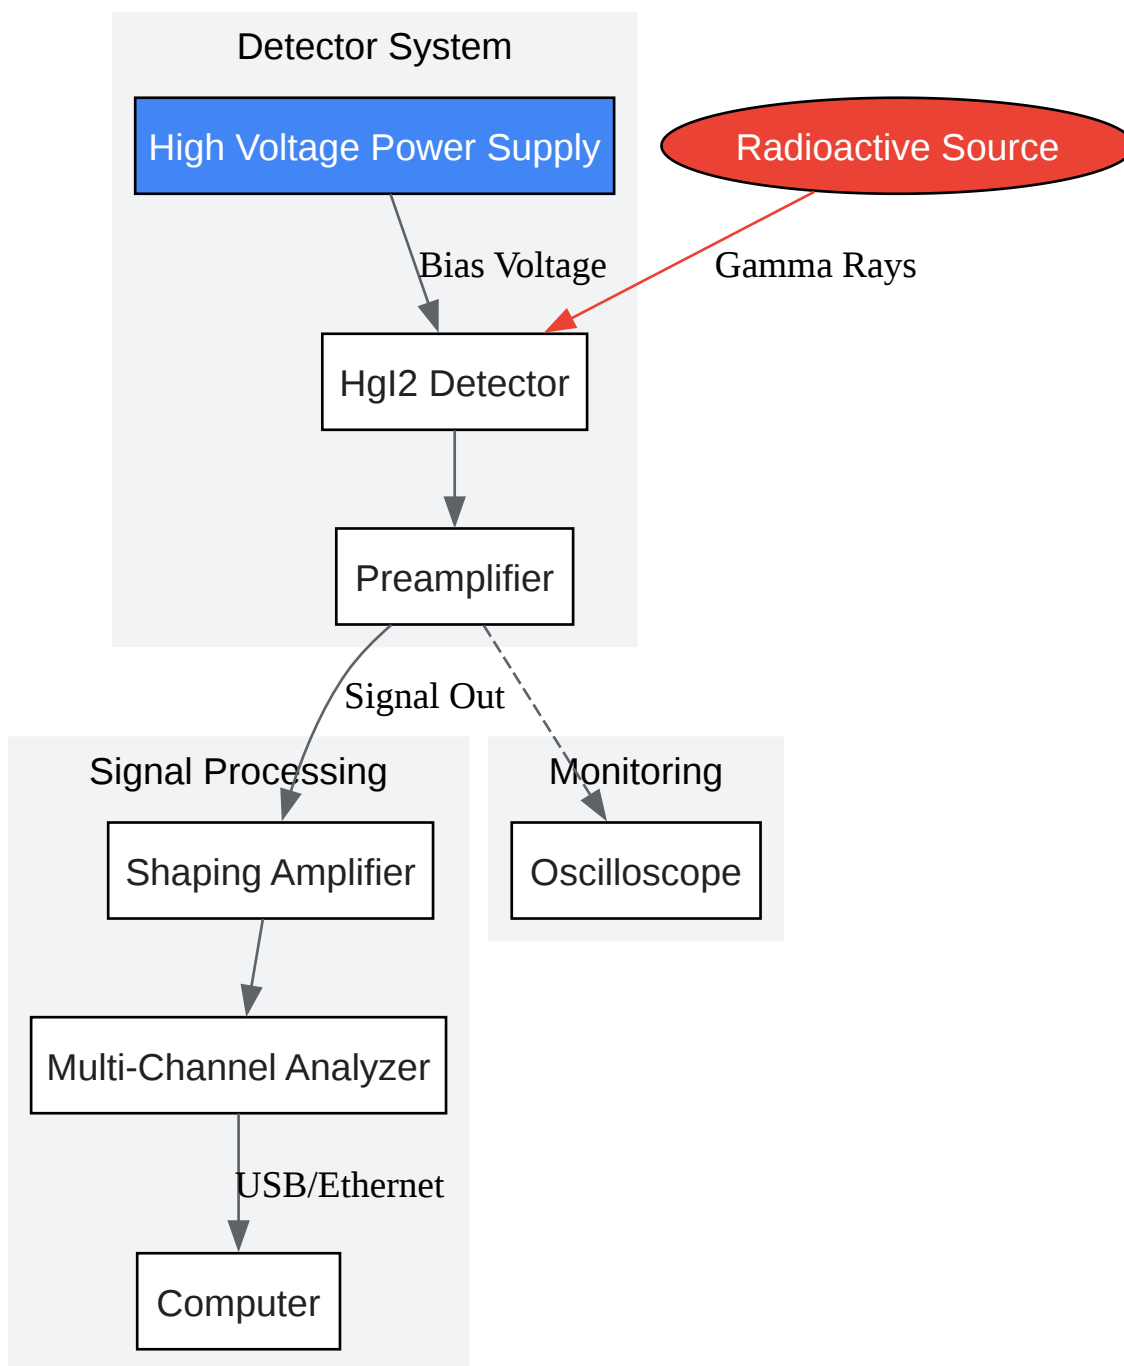 Detector System
High Voltage Power Supply
Radioactive Source
Bias Voltage
Gamma Rays
HgI2 Detector
Preamplifier
Signal Out
Signal Processing
Monitoring
Shaping Amplifier
Oscilloscope
Multi-Channel Analyzer
USB/Ethernet
Computer